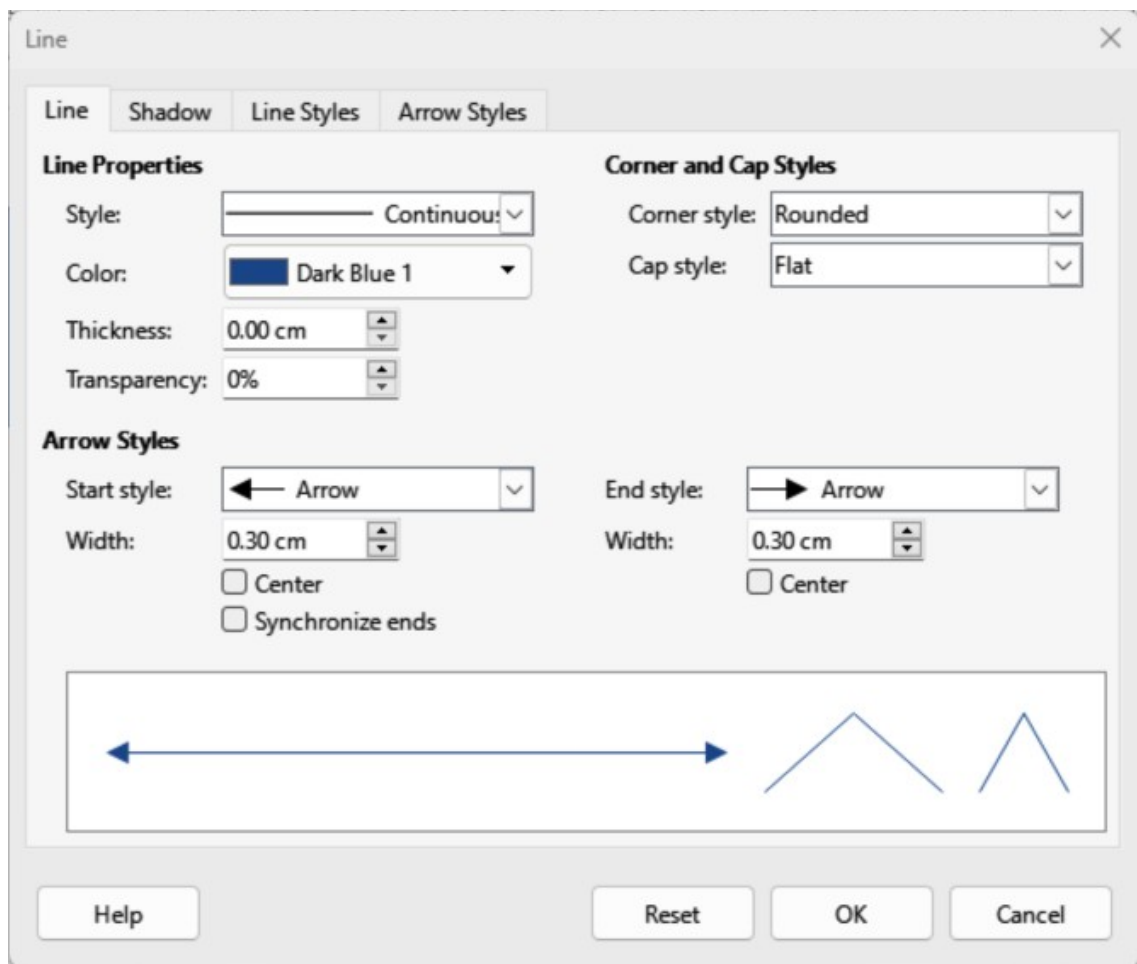 Line
Line Shadow Line Styles Arrow Styles
Line Properties Corner and Cap Styles
Style: Continuous Corner style: Rounded
Color: Dark Blue 1 Cap style: Flat
Thickness: 0.00 cm
Transparency: 0%
Arrow Styles
Start style: Arrow End style: Arrow
Width: 0.30 cm Width: 0.30 cm
Center Center
Synchronize ends
Help Reset OK Cancel